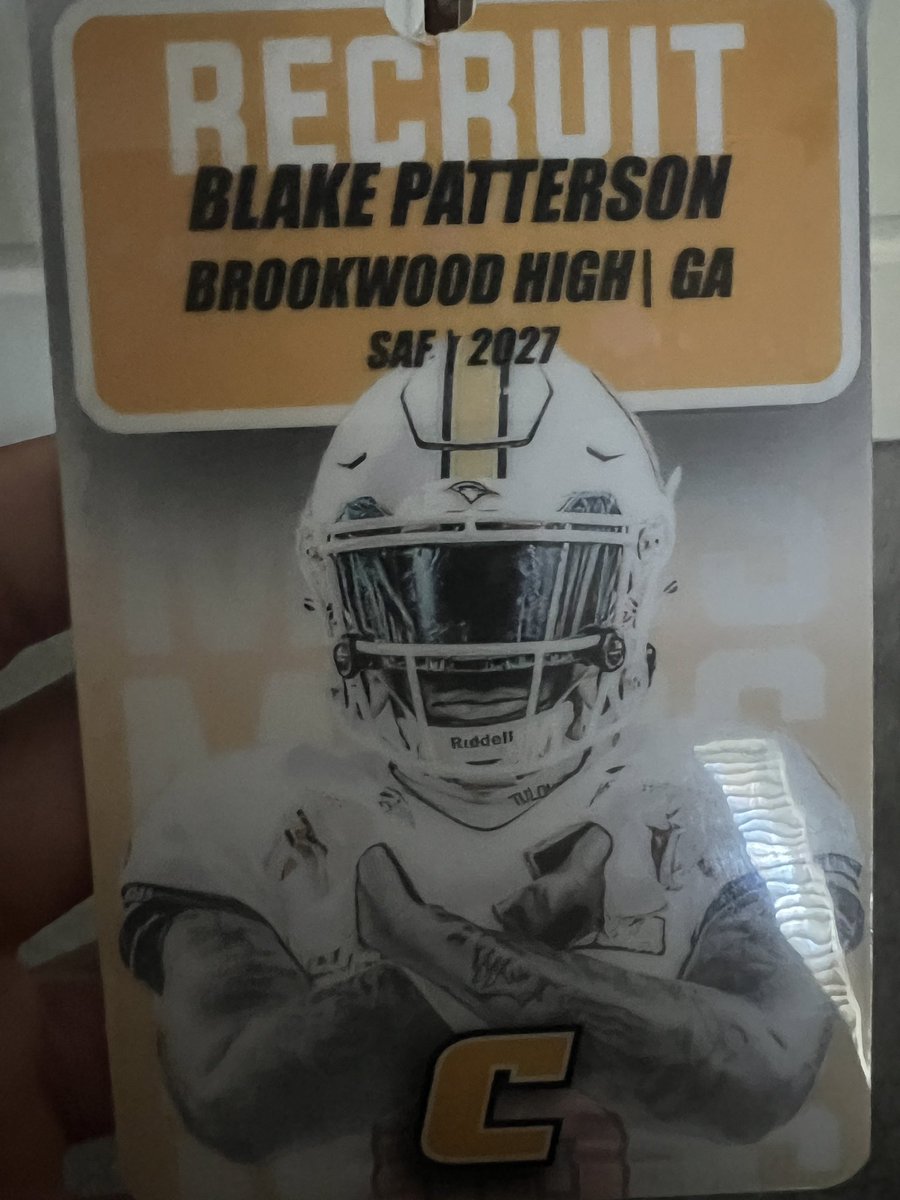 RECRUIT
BLAKE PATTERSON
BROOKWOOD HIGH| GA
SAF | 2027
Riddell
C